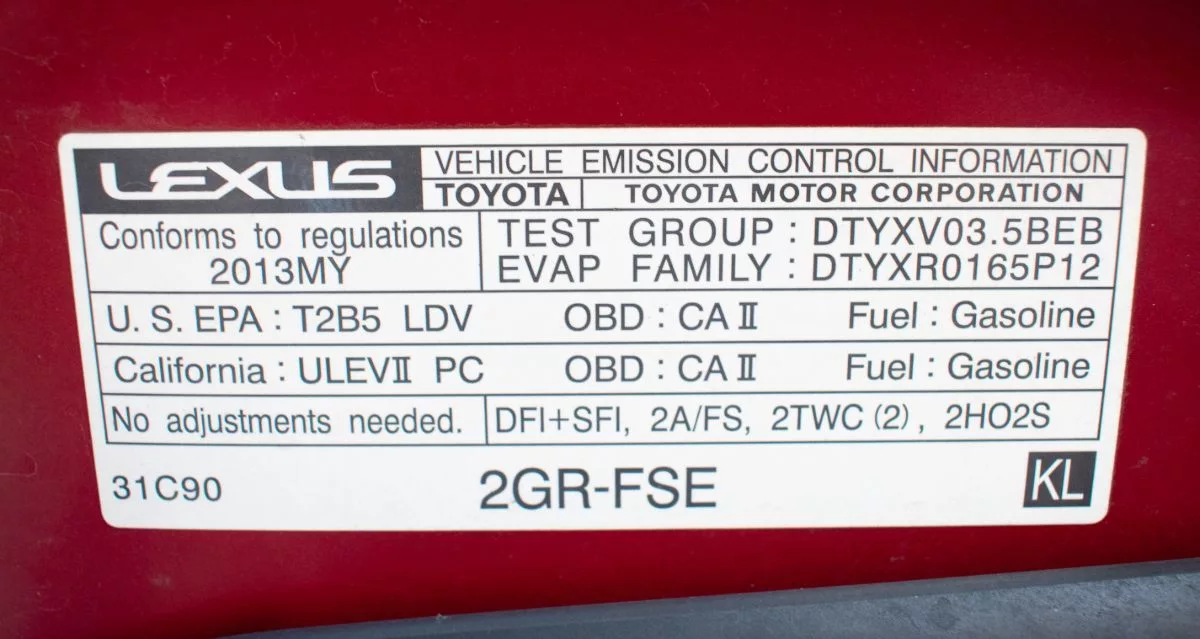 LEXUS
VEHICLE EMISSION CONTROL INFORMATION
TOYOTA TOYOTA MOTOR CORPORATION
Conforms to regulations
2013MY
TEST GROUP : DTYXV03.5BEB
EVAP FAMILY : DTYXR0165P12
U. S. EPA : T2B5 LDV OBD : CA Ⅱ Fuel : Gasoline
California : ULEVⅡ PC OBD : CA Ⅱ Fuel : Gasoline
No adjustments needed. DFI+SFI, 2A/FS, 2TWC (2) , 2HO2S
31C90 2GR-FSE KL